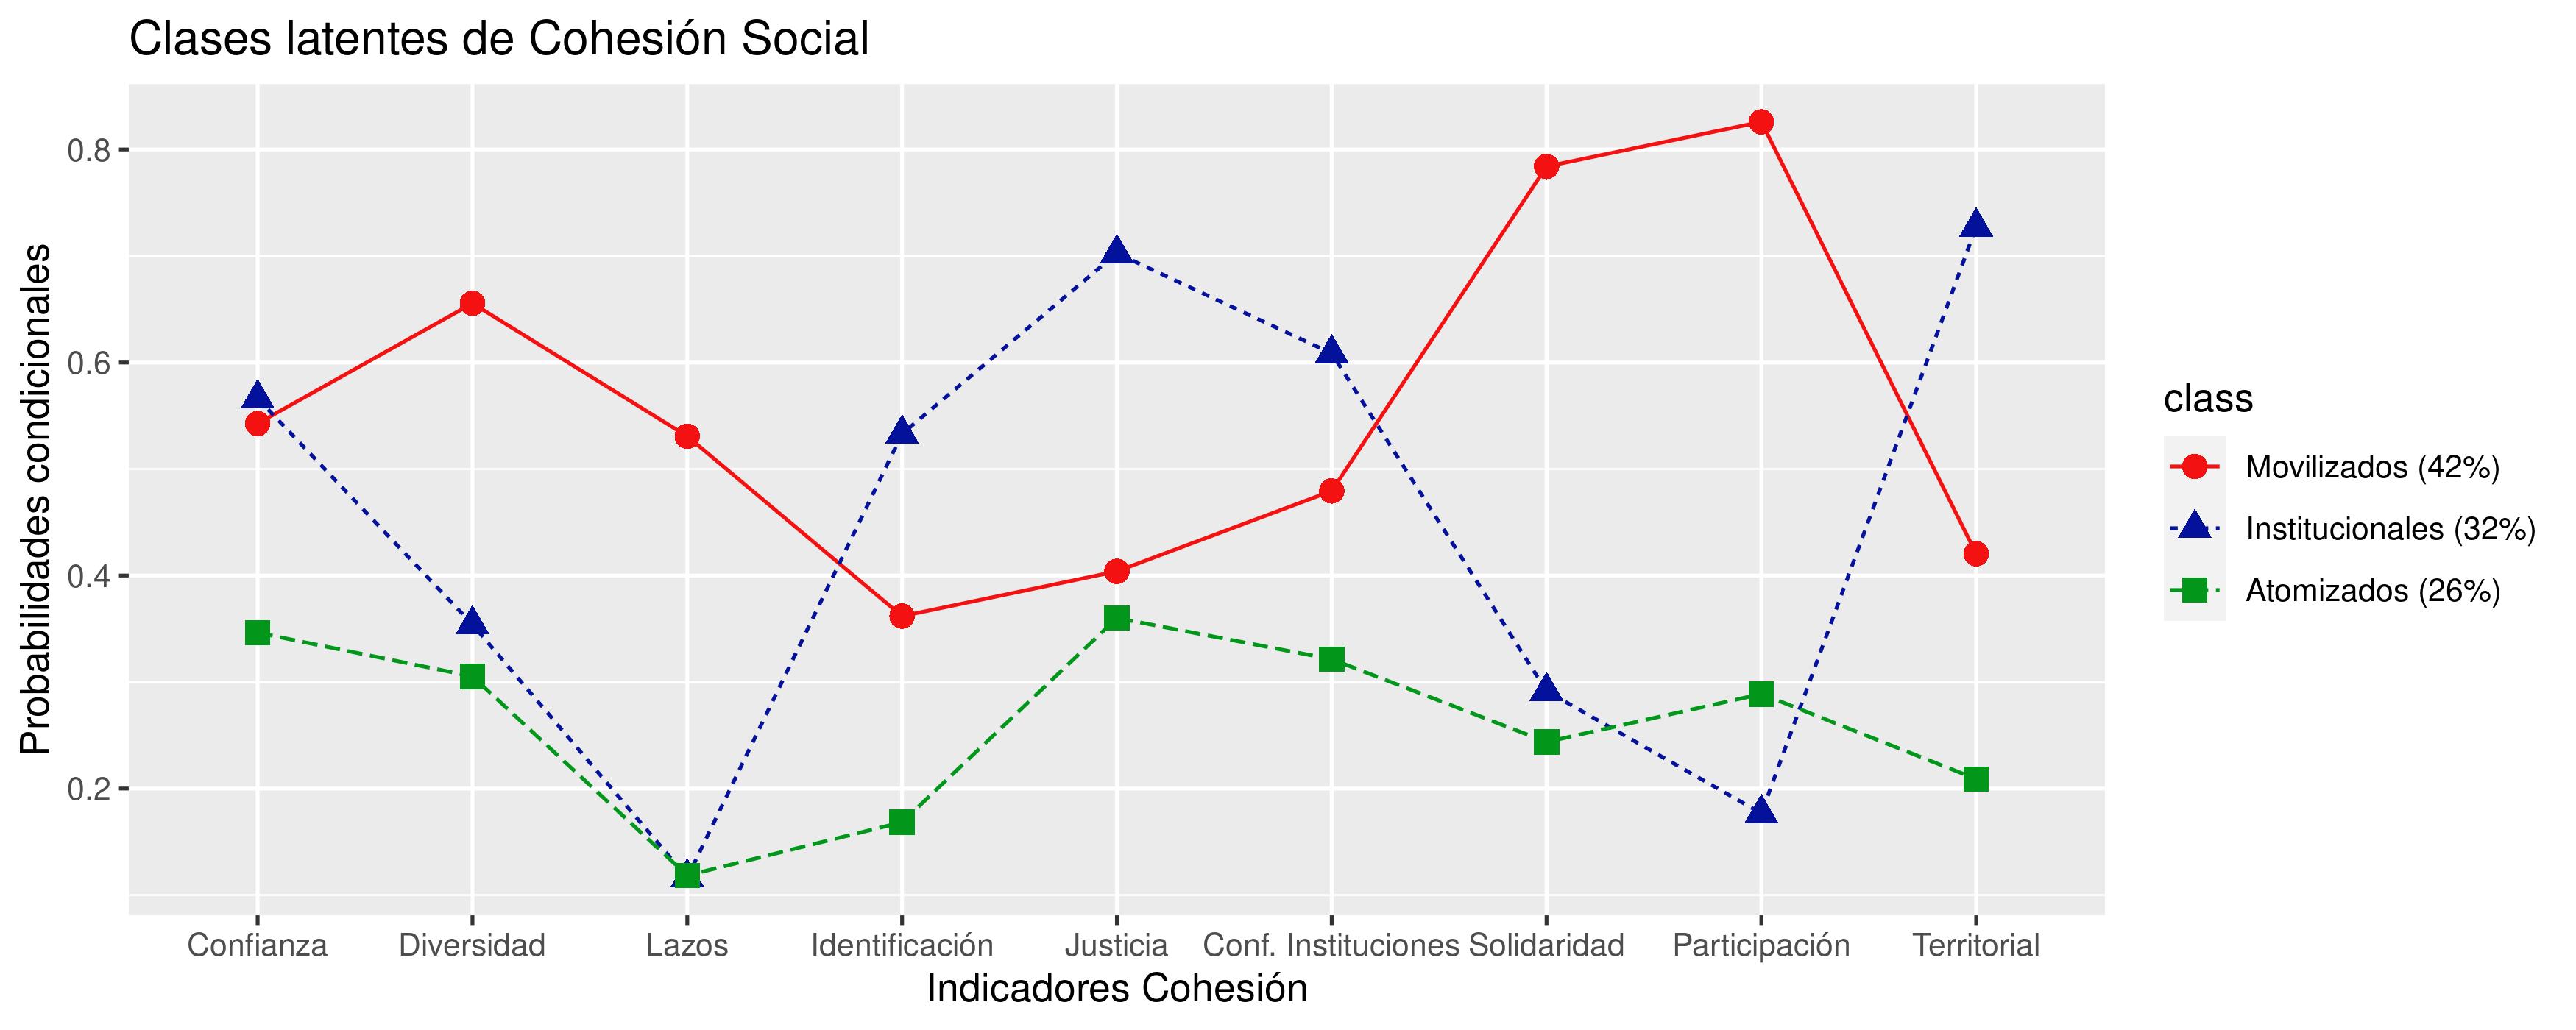 Clases latentes de Cohesión Social
Probabilidades condicionales
0.8
0.6
0.4
0.2
Confianza Diversidad Lazos Identificación Justicia Conf. Instituciones Solidaridad Participación Territorial
Indicadores Cohesión
class
Movilizados (42%)
Institucionales (32%)
Atomizados (26%)